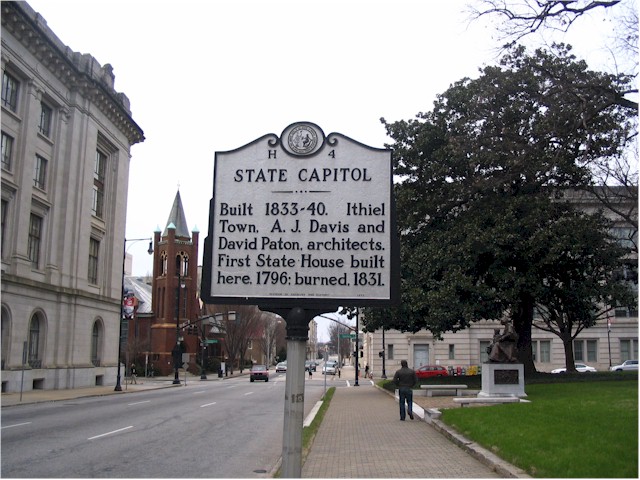 H 4
STATE CAPITOL
Built 1833-40. Ithiel
Town, A. J. Davis and
David Paton, architects.
First State House built
here, 1796; burned, 1831.